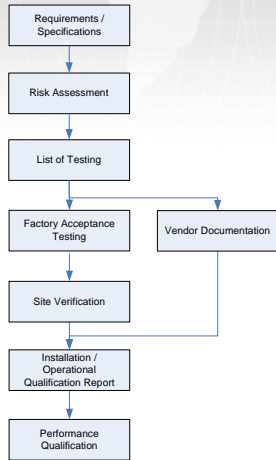 Requirements /
Specifications
Risk Assessment
List of Testing
Factory Acceptance
Testing
Vendor Documentation
Site Verification
Installation /
Operational
Qualification Report
Performance
Qualification